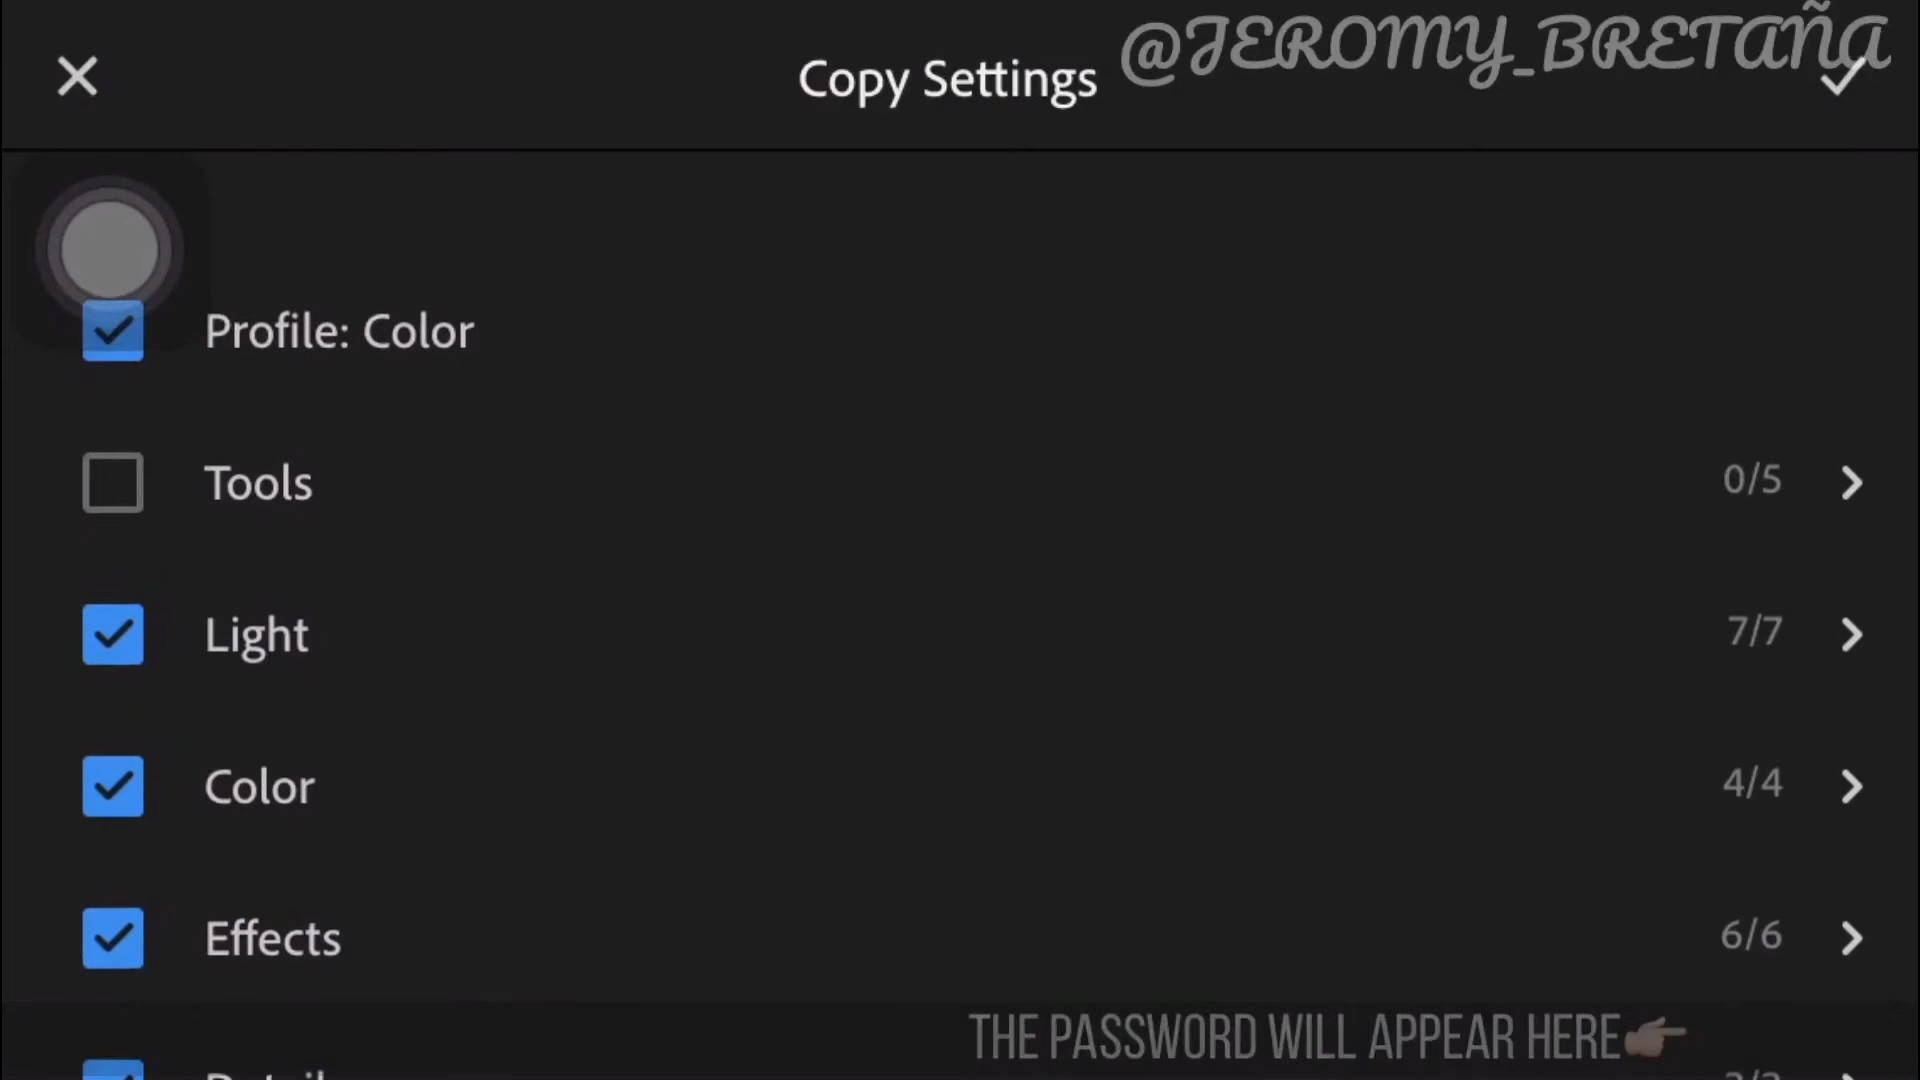 @JEROMY_BRETAñA
Copy Settings
Profile: Color
Tools 0/5
Light 7/7
Color 4/4
Effects 6/6
THE PASSWORD WILL APPEAR HERE